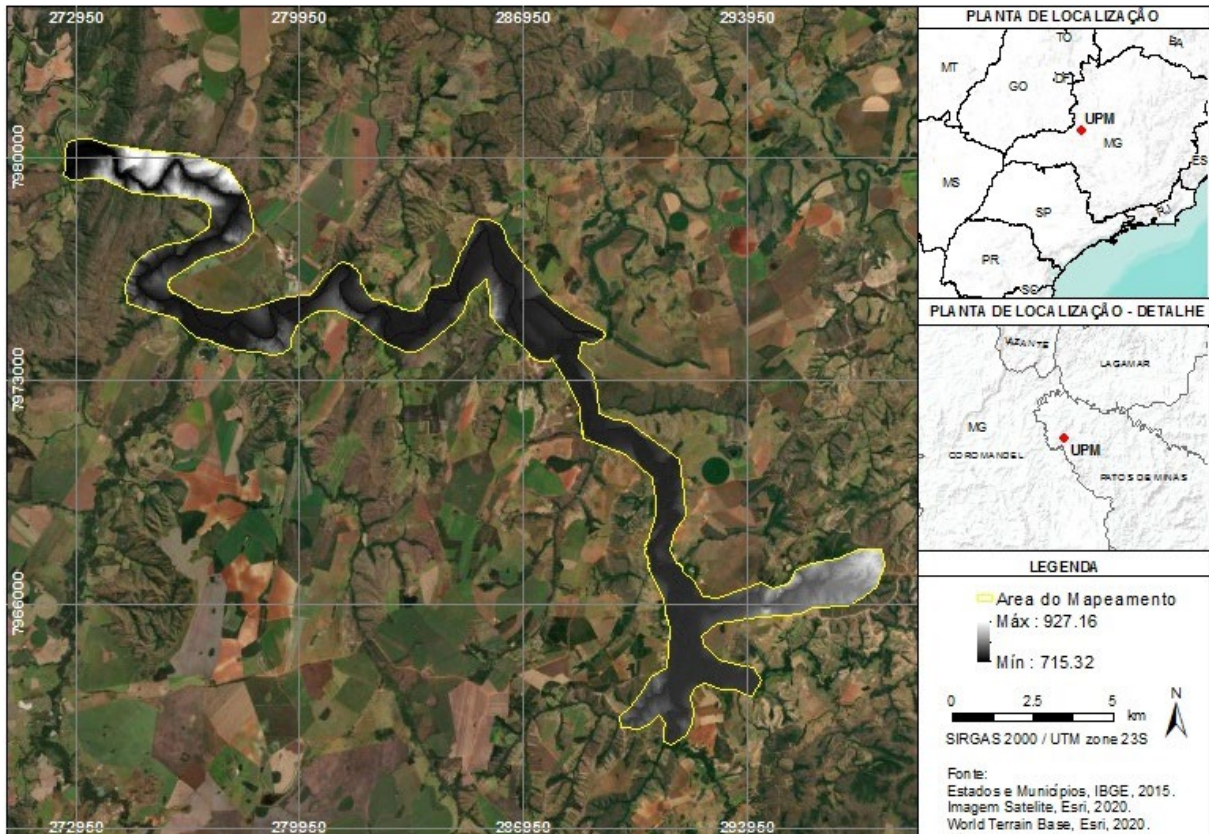 272950 279950 286950 293950
7980000
7973000
7966000
272950 279950 286950 293950
PLANTA DE LOCALIZAÇÃO
TO
BA
MT
GO
DF
UPM
MG
ES
MS
SP
RJ
PR
SC
PLANTA DE LOCALIZAÇÃO - DETALHE
VAZANTE
LAGAMAR
MG
COROMANDEL
UPM
PATOS DE MINAS
LEGENDA
Area do Mapeamento
Máx : 927.16
Mín : 715.32
0 2.5 5 km
N
SIRGAS 2000 / UTM zone 23S
Fonte:
Estados e Municípios, IBGE, 2015.
Imagem Satelite, Esri, 2020.
World Terrain Base, Esri, 2020.